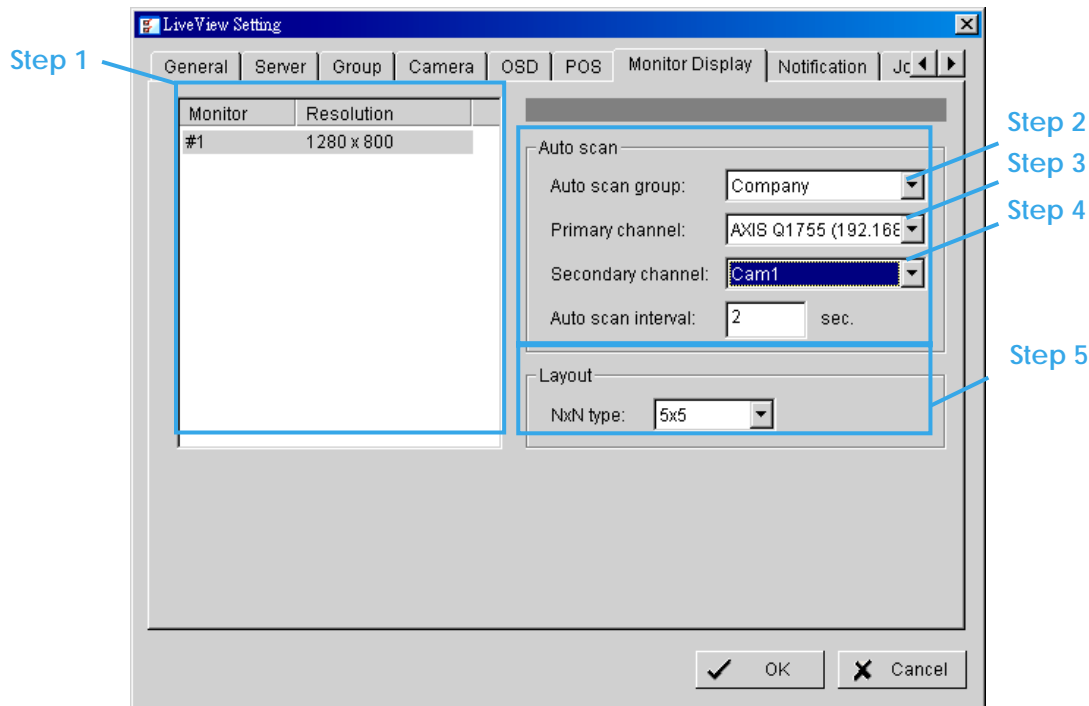 LiveView Setting
Step 1
General Server Group Camera OSD POS Monitor Display Notification
Monitor Resolution
#1 1280 x 800
Auto scan
Step 2
Auto scan group: Company
Step 3
Primary channel: AXIS Q1755 (192.168
Step 4
Secondary channel: Cam1
Auto scan interval: 2 sec.
Step 5
Layout
NxN type: 5x5
OK Cancel